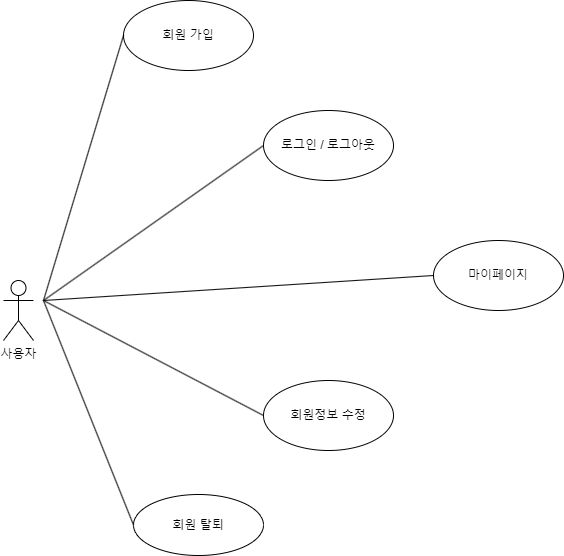 회원 가입
로그인 / 로그아웃
마이페이지
사용자
회원정보 수정
회원 탈퇴